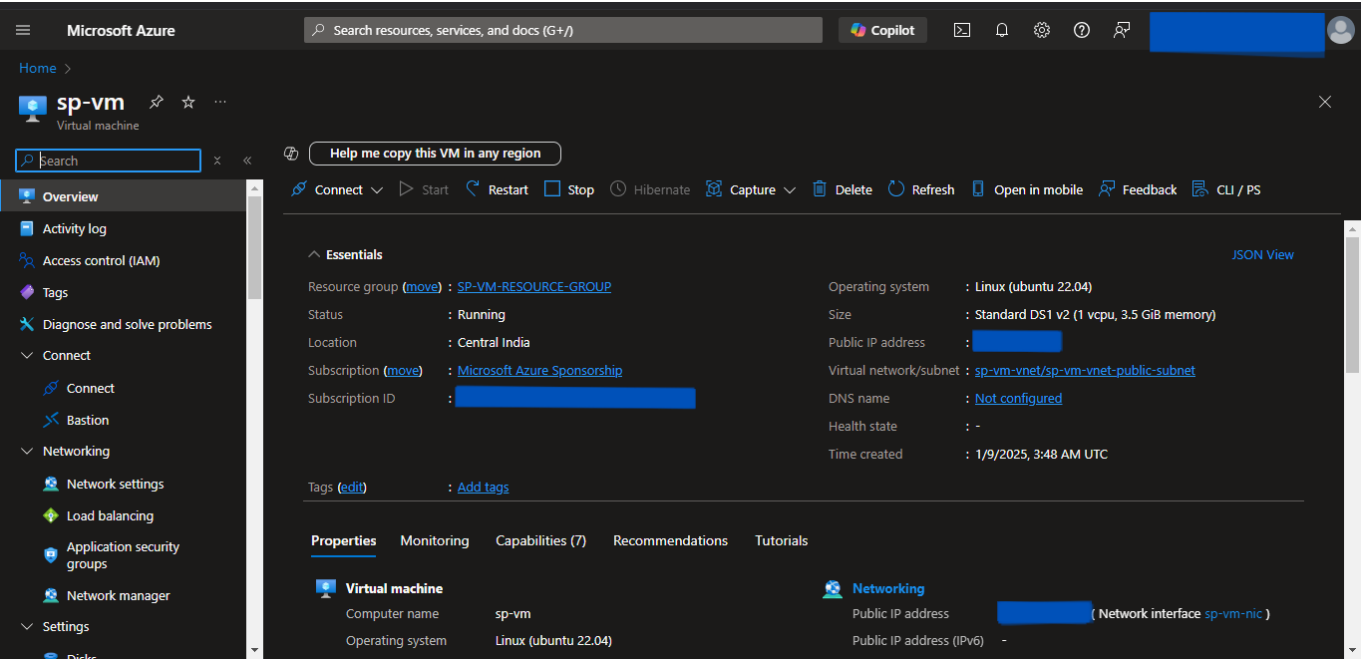 Microsoft Azure
Search resources, services, and docs (G+/)
Copilot
Home >
sp-vm
Virtual machine
Search
Help me copy this VM in any region
Connect Start Restart Stop Hibernate Capture Delete Refresh Open in mobile Feedback CLI / PS
Overview
Activity log
Access control (IAM)
Tags
Diagnose and solve problems
Connect
Connect
Bastion
Networking
Network settings
Load balancing
Application security
groups
Network manager
Settings
Disks
Essentials
JSON View
Resource group (move) : SP-VM-RESOURCE-GROUP
Status : Running
Location : Central India
Subscription (move) : Microsoft Azure Sponsorship
Subscription ID :
Operating system : Linux (ubuntu 22.04)
Size : Standard DS1 v2 (1 vcpu, 3.5 GiB memory)
Public IP address :
Virtual network/subnet : sp-vm-vnet/sp-vm-vnet-public-subnet
DNS name : Not configured
Health state : -
Time created : 1/9/2025, 3:48 AM UTC
Tags (edit) : Add tags
Properties Monitoring Capabilities (7) Recommendations Tutorials
Virtual machine
Computer name sp-vm
Operating system Linux (ubuntu 22.04)
Networking
Public IP address ( Network interface sp-vm-nic )
Public IP address (IPv6) -